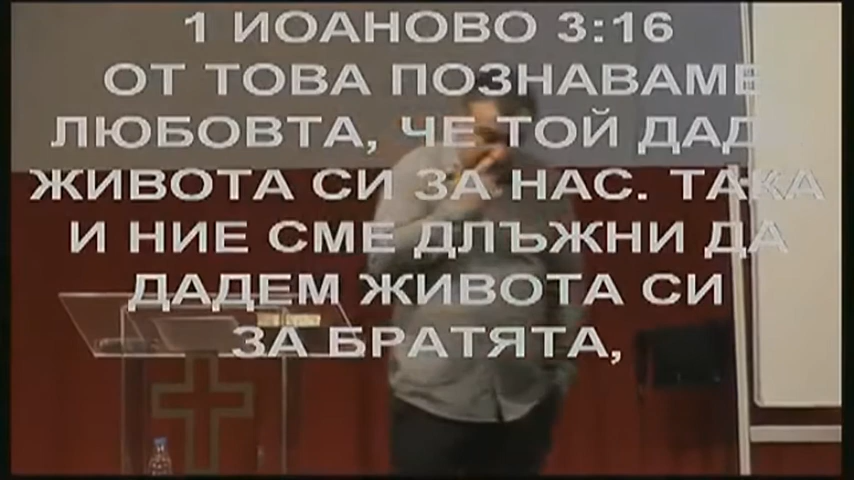 1 ИОАНОВО 3:16
ОТ ТОВА ПОЗНАВАМЕ
ЛЮБОВТА, ЧЕ ТОЙ ДАДЕ
ЖИВОТА СИ ЗА НАС. ТАКА
И НИЕ СМЕ ДЛЪЖНИ ДА
ДАДЕМ ЖИВОТА СИ
ЗА БРАТЯТА,